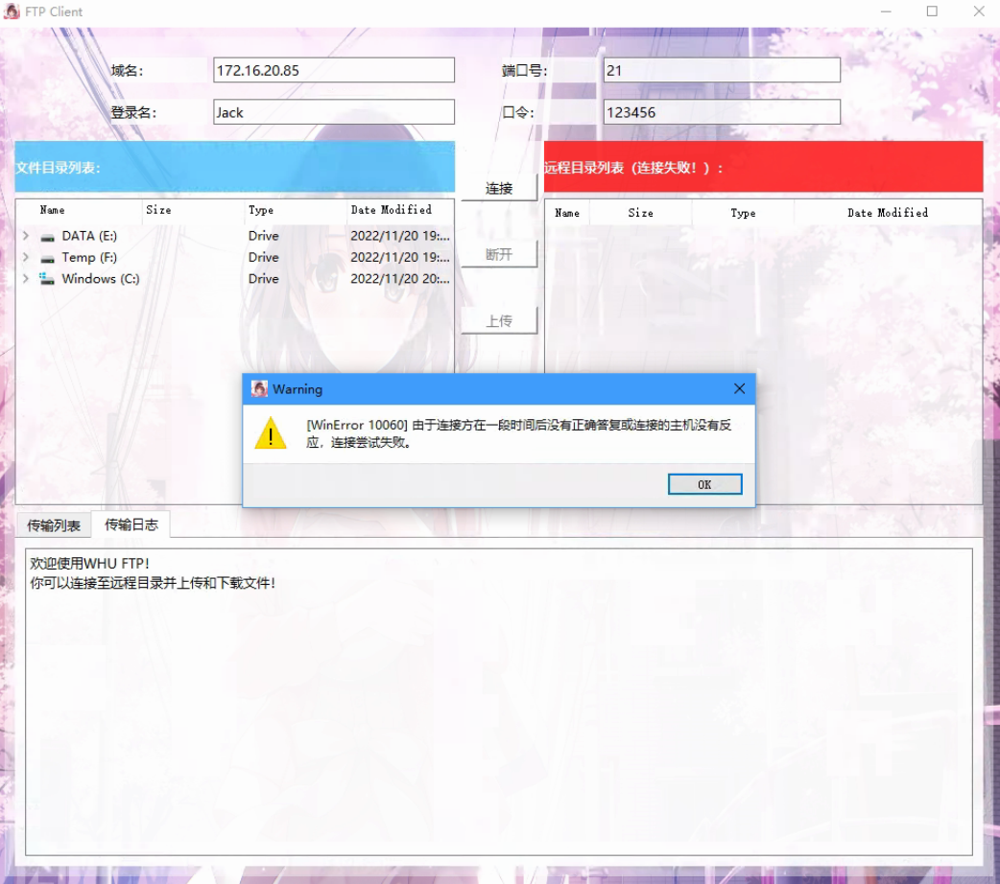 FTP Client
域名： 172.16.20.85 端口号： 21
登录名： Jack 口令： 123456
文件目录列表：
远程目录列表（连接失败！）：
连接
断开
上传
Name Size Type Date Modified
DATA (E:) Drive 2022/11/20 19:...
Temp (F:) Drive 2022/11/20 19:...
Windows (C:) Drive 2022/11/20 20:...
Name Size Type Date Modified
Warning
[WinError 10060] 由于连接方在一段时间后没有正确答复或连接的主机没有反
应，连接尝试失败。
OK
传输列表 传输日志
欢迎使用WHU FTP!
你可以连接至远程目录并上传和下载文件!